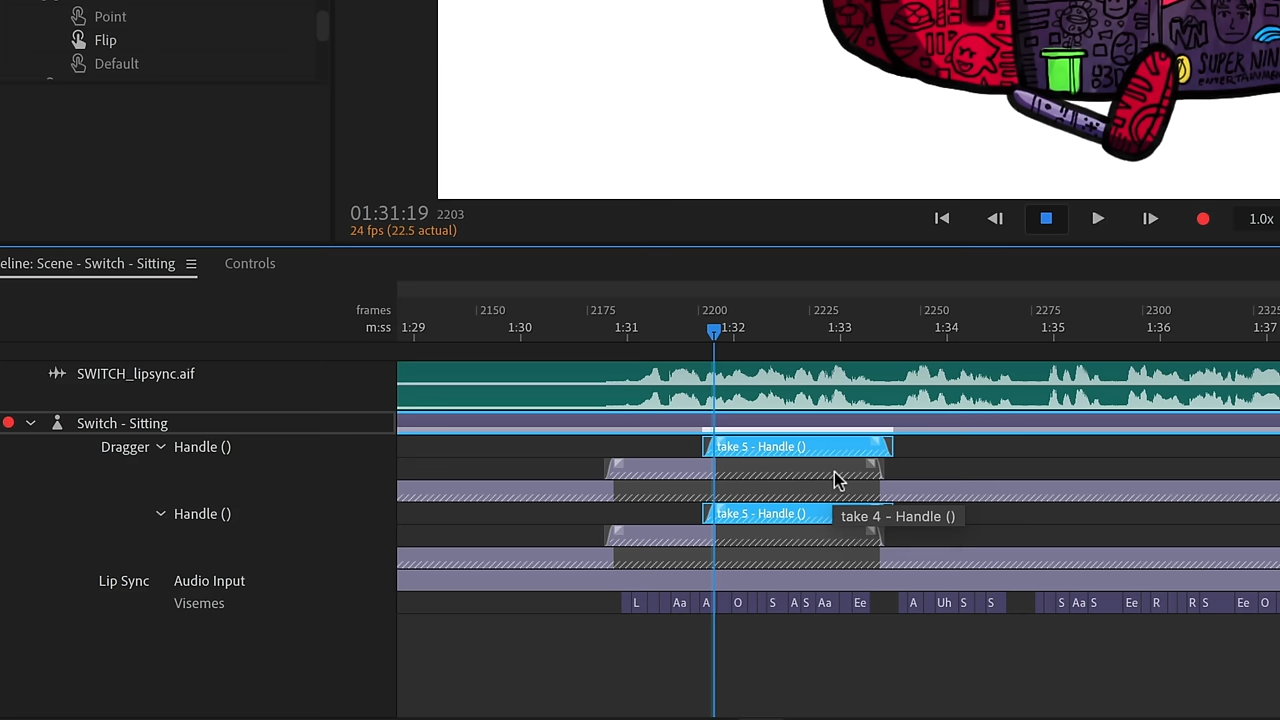 Point
Flip
Default
SUPER NIN
ENTERTAINME
01:31:19 2203
24 fps (22.5 actual)
1.0x
eline: Scene - Switch - Sitting
Controls
frames 2150 2175 2200 2225 2250 2275 2300 2325
m:ss 1:29 1:30 1:31 1:32 1:33 1:34 1:35 1:36 1:37
SWITCH_lipsync.aif
Switch - Sitting
Dragger Handle () take 5 - Handle ()
Handle () take 5 - Handle ()
take 4 - Handle ()
Lip Sync Audio Input
Visemes L Aa A O S A S Aa Ee A Uh S S S Aa S Ee R R S Ee O